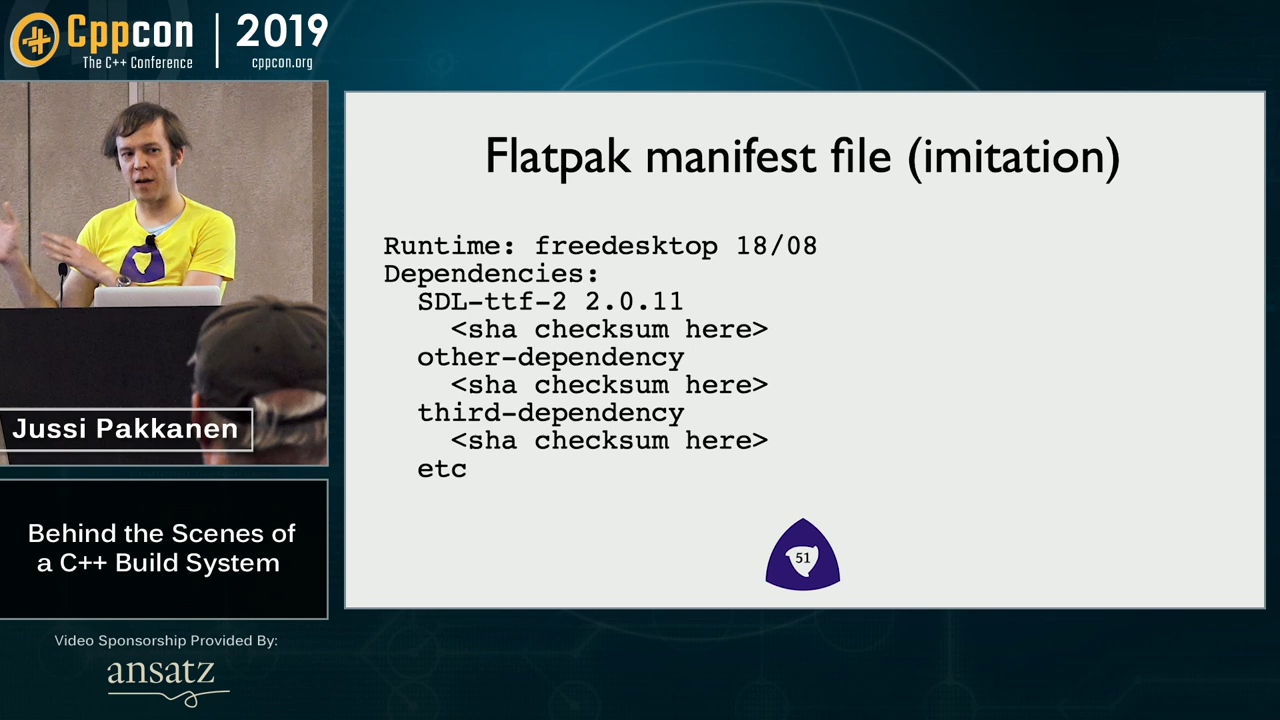 Cppcon
The C++ Conference
2019
cppcon.org
Flatpak manifest file (imitation)
Runtime: freedesktop 18/08
Dependencies:
SDL-ttf-2 2.0.11
<sha checksum here>
other-dependency
<sha checksum here>
third-dependency
<sha checksum here>
etc
51
Jussi Pakkanen
Behind the Scenes of
a C++ Build System
Video Sponsorship Provided By:
ansatz